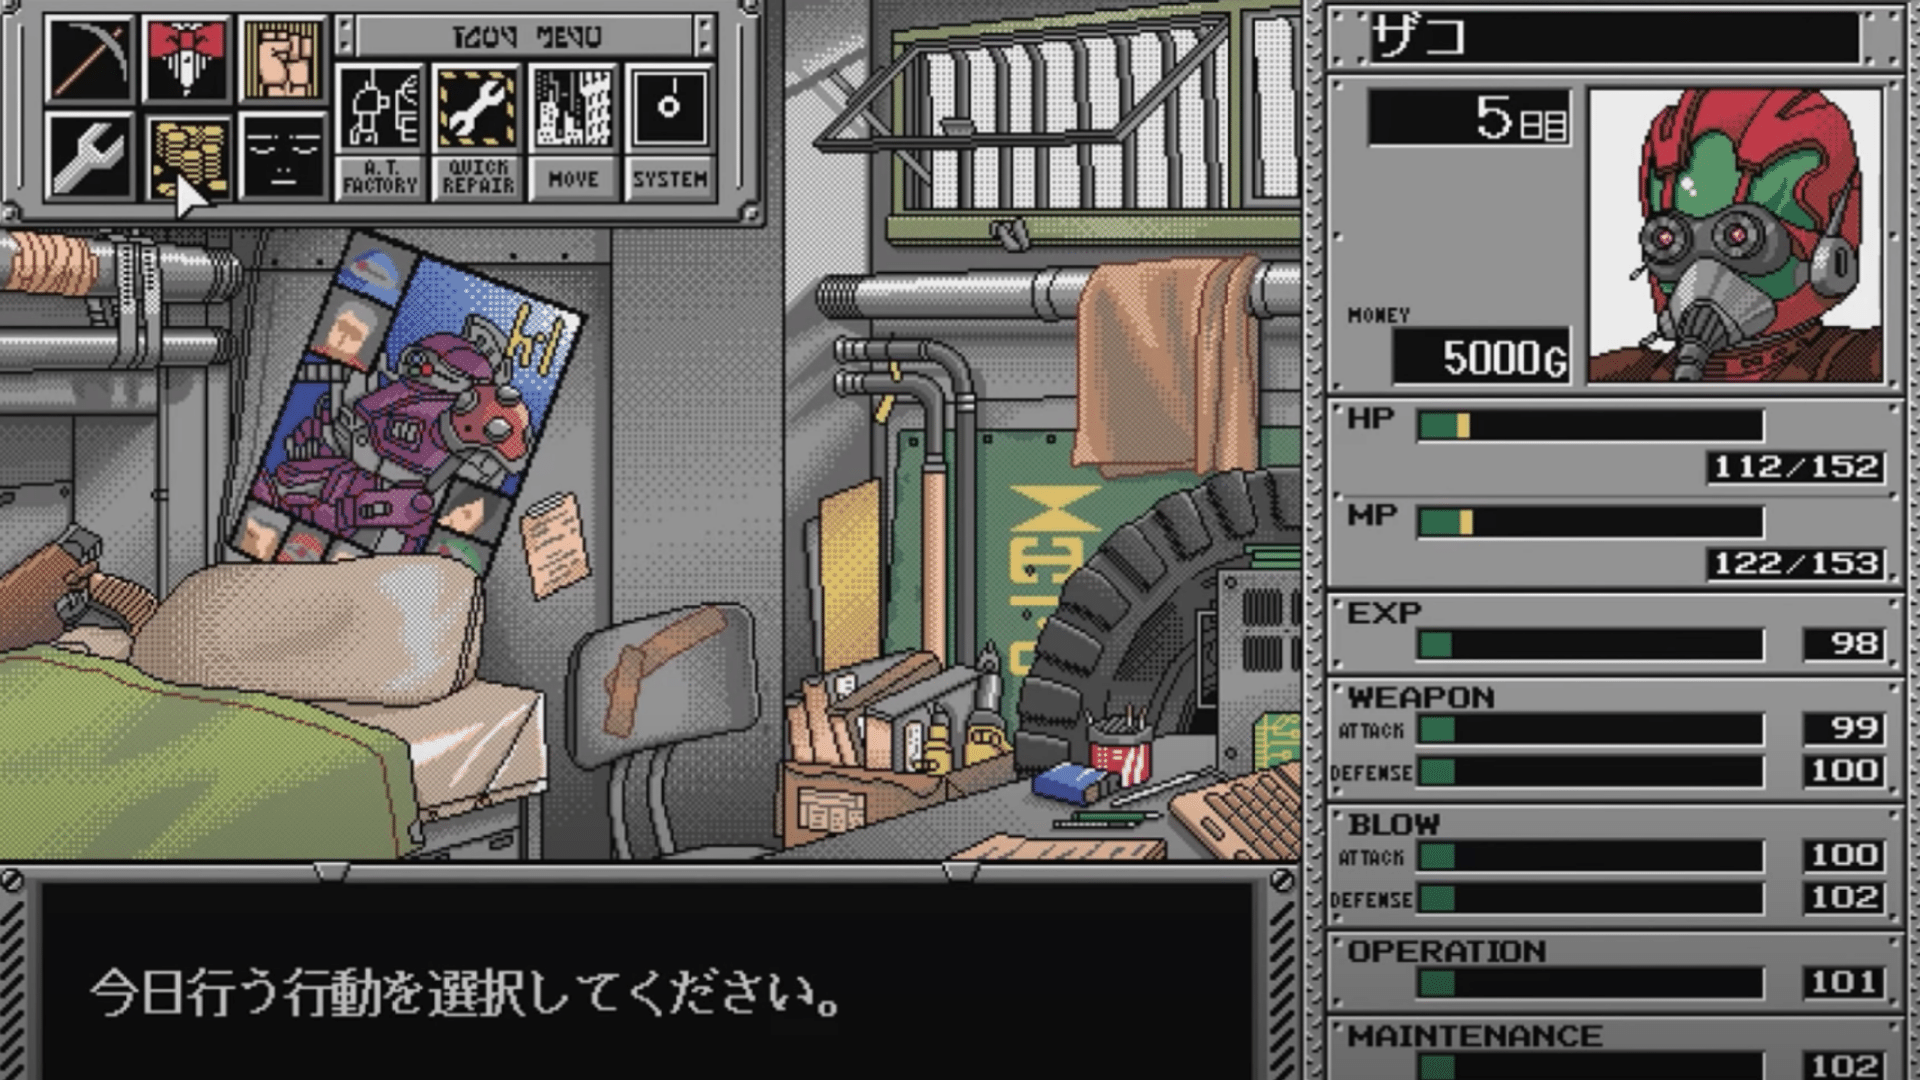 ICON MENU
A.T.
FACTORY
QUICK
REPAIR
MOVE
SYSTEM
ザコ
5日目
MONEY
5000G
HP
112/152
MP
122/153
EXP
98
WEAPON
ATTACK
99
DEFENSE
100
BLOW
ATTACK
100
DEFENSE
102
OPERATION
101
MAINTENANCE
102
hi!
今日行う行動を選択してください。